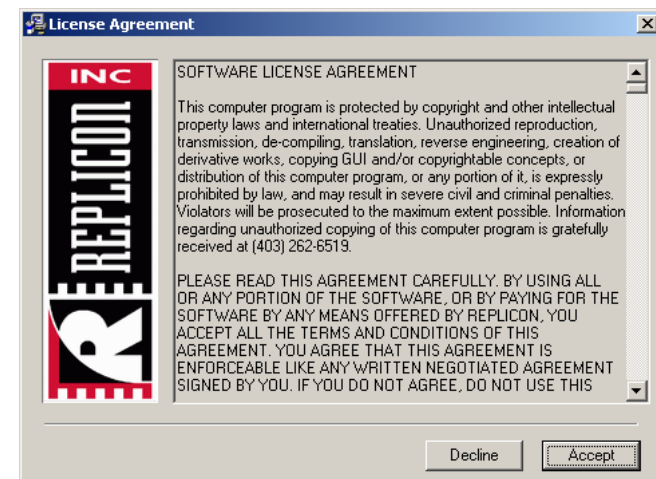 License Agreement
INC
REPLICON
R
SOFTWARE LICENSE AGREEMENT
This computer program is protected by copyright and other intellectual
property laws and international treaties. Unauthorized reproduction,
transmission, de-compiling, translation, reverse engineering, creation of
derivative works, copying GUI and/or copyrightable concepts, or
distribution of this computer program, or any portion of it, is expressly
prohibited by law, and may result in severe civil and criminal penalties.
Violators will be prosecuted to the maximum extent possible. Information
regarding unauthorized copying of this computer program is gratefully
received at (403) 262-6519.
PLEASE READ THIS AGREEMENT CAREFULLY. BY USING ALL
OR ANY PORTION OF THE SOFTWARE, OR BY PAYING FOR THE
SOFTWARE BY ANY MEANS OFFERED BY REPLICON, YOU
ACCEPT ALL THE TERMS AND CONDITIONS OF THIS
AGREEMENT. YOU AGREE THAT THIS AGREEMENT IS
ENFORCEABLE LIKE ANY WRITTEN NEGOTIATED AGREEMENT
SIGNED BY YOU. IF YOU DO NOT AGREE, DO NOT USE THIS
Decline
Accept